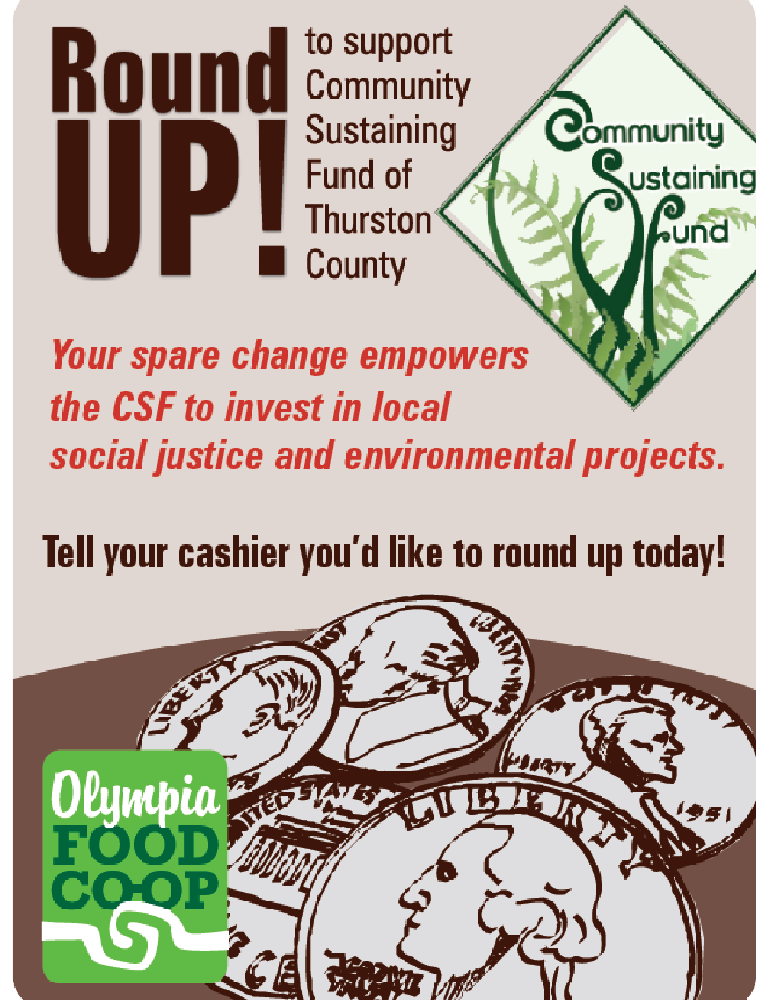 Round
UP!
to support
Community
Sustaining
Fund of
Thurston
County
Community
Sustaining
Fund
Your spare change empowers
the CSF to invest in local
social justice and environmental projects.
Tell your cashier you'd like to round up today!
LIBERTY
LIBERTY
LIBERTY
1951
Olympia
FOOD
CO-OP
STATES
LIBERTY